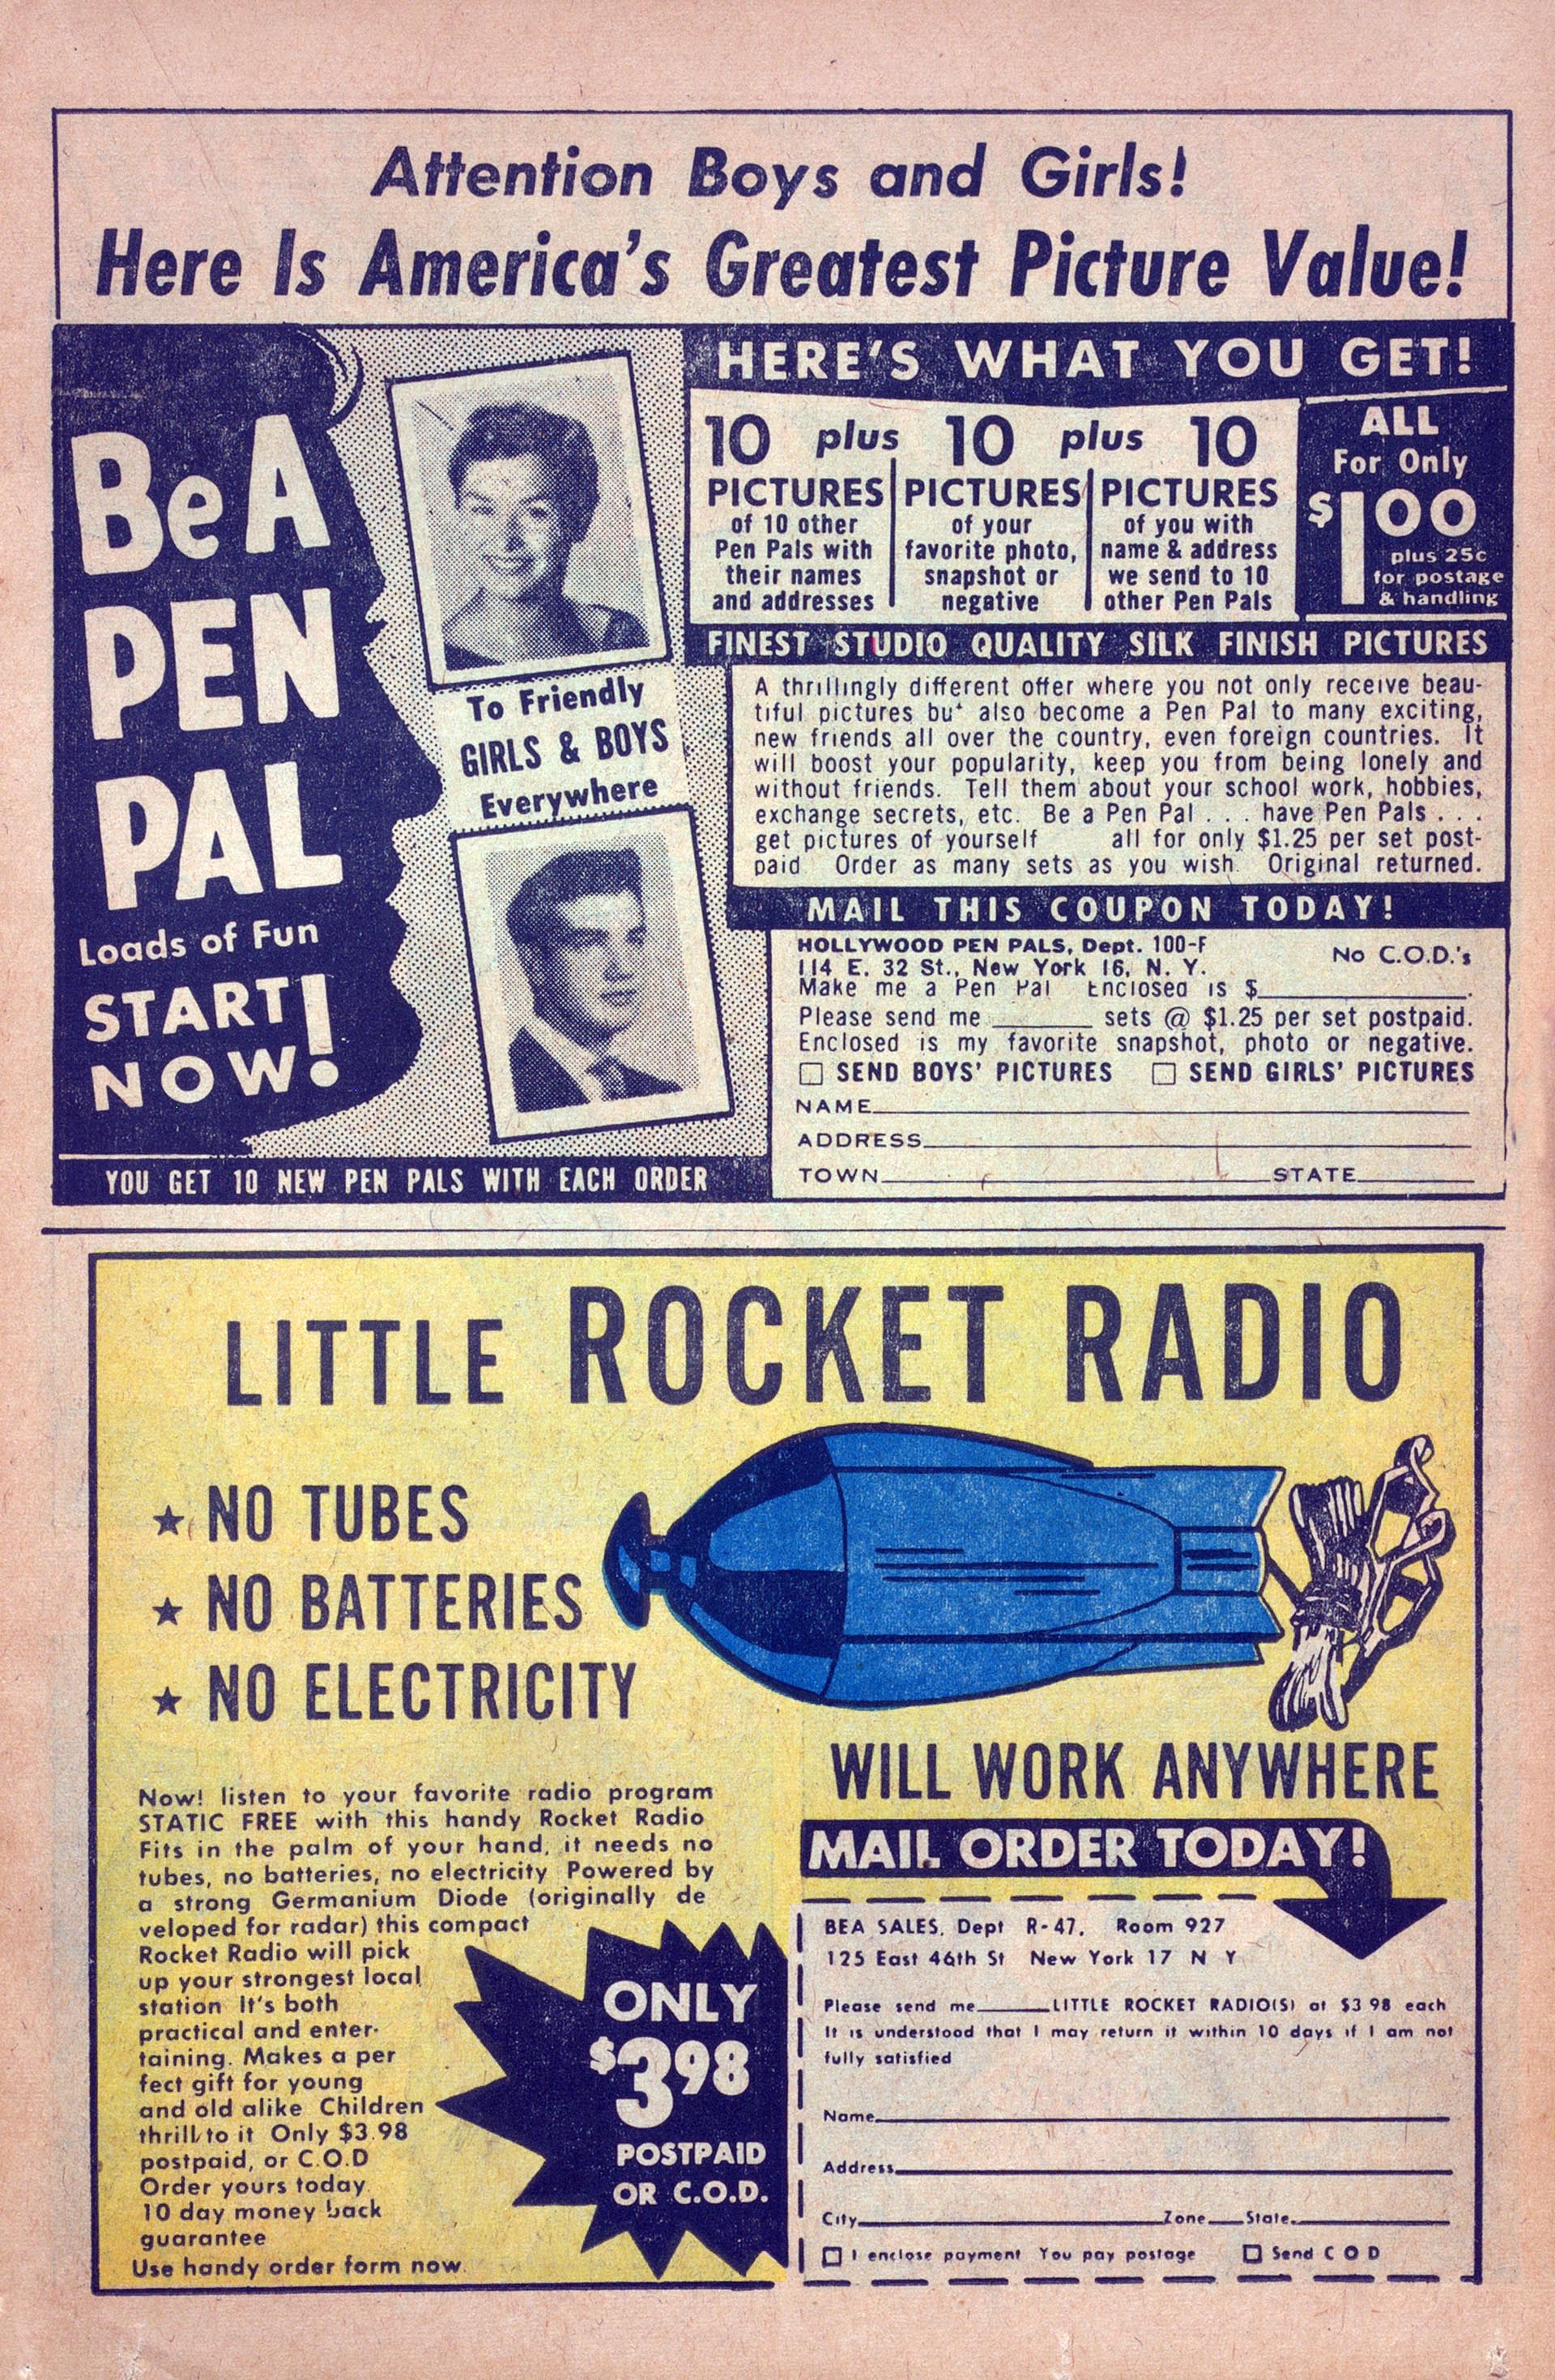 Attention Boys and Girls!
Here Is America's Greatest Picture Value!
Be A
PEN
PAL
Loads of Fun
START
NOW!
To Friendly
GIRLS & BOYS
Everywhere
YOU GET 10 NEW PEN PALS WITH EACH ORDER
HERE'S WHAT YOU GET!
10 plus 10 plus 10
PICTURES
of 10 other
Pen Pals with
their names
and addresses
PICTURES
of your
favorite photo,
snapshot or
negative
PICTURES
of you with
name & address
we send to 10
other Pen Pals
ALL
For Only
$1.00
plus 25c
for postage
& handling
FINEST STUDIO QUALITY SILK FINISH PICTURES
A thrillingly different offer where you not only receive beau-
tiful pictures but also become a Pen Pal to many exciting,
new friends all over the country, even foreign countries. It
will boost your popularity, keep you from being lonely and
without friends. Tell them about your school work, hobbies,
exchange secrets, etc. Be a Pen Pal . . . have Pen Pals . . .
get pictures of yourself all for only $1.25 per set post-
paid Order as many sets as you wish. Original returned.
MAIL THIS COUPON TODAY!
HOLLYWOOD PEN PALS, Dept. 100-F
No C.O.D.'s
114 E. 32 St., New York 16, N. Y.
Make me a Pen Pal Enclosed is $
Please send me ______ sets @ $1.25 per set postpaid.
Enclosed is my favorite snapshot, photo or negative.
□ SEND BOYS' PICTURES □ SEND GIRLS' PICTURES
NAME
ADDRESS
TOWN STATE
LITTLE ROCKET RADIO
★ NO TUBES
★ NO BATTERIES
★ NO ELECTRICITY
WILL WORK ANYWHERE
Now! listen to your favorite radio program
STATIC FREE with this handy Rocket Radio
Fits in the palm of your hand, it needs no
tubes, no batteries, no electricity Powered by
a strong Germanium Diode (originally de
veloped for radar) this compact
Rocket Radio will pick
up your strongest local
station It's both
practical and enter-
taining. Makes a per
fect gift for young
and old alike Children
thrill to it Only $3.98
postpaid, or C.O.D
Order yours today.
10 day money back
guarantee
Use handy order form now.
ONLY
$3.98
POSTPAID
OR C.O.D.
MAIL ORDER TODAY!
BEA SALES, Dept R-47, Room 927
125 East 46th St New York 17 N Y
Please send me______LITTLE ROCKET RADIO(S) at $3 98 each
It is understood that I may return it within 10 days if I am not
fully satisfied
Name
Address
City Zone State
□ I enclose payment You pay postage □ Send C O D